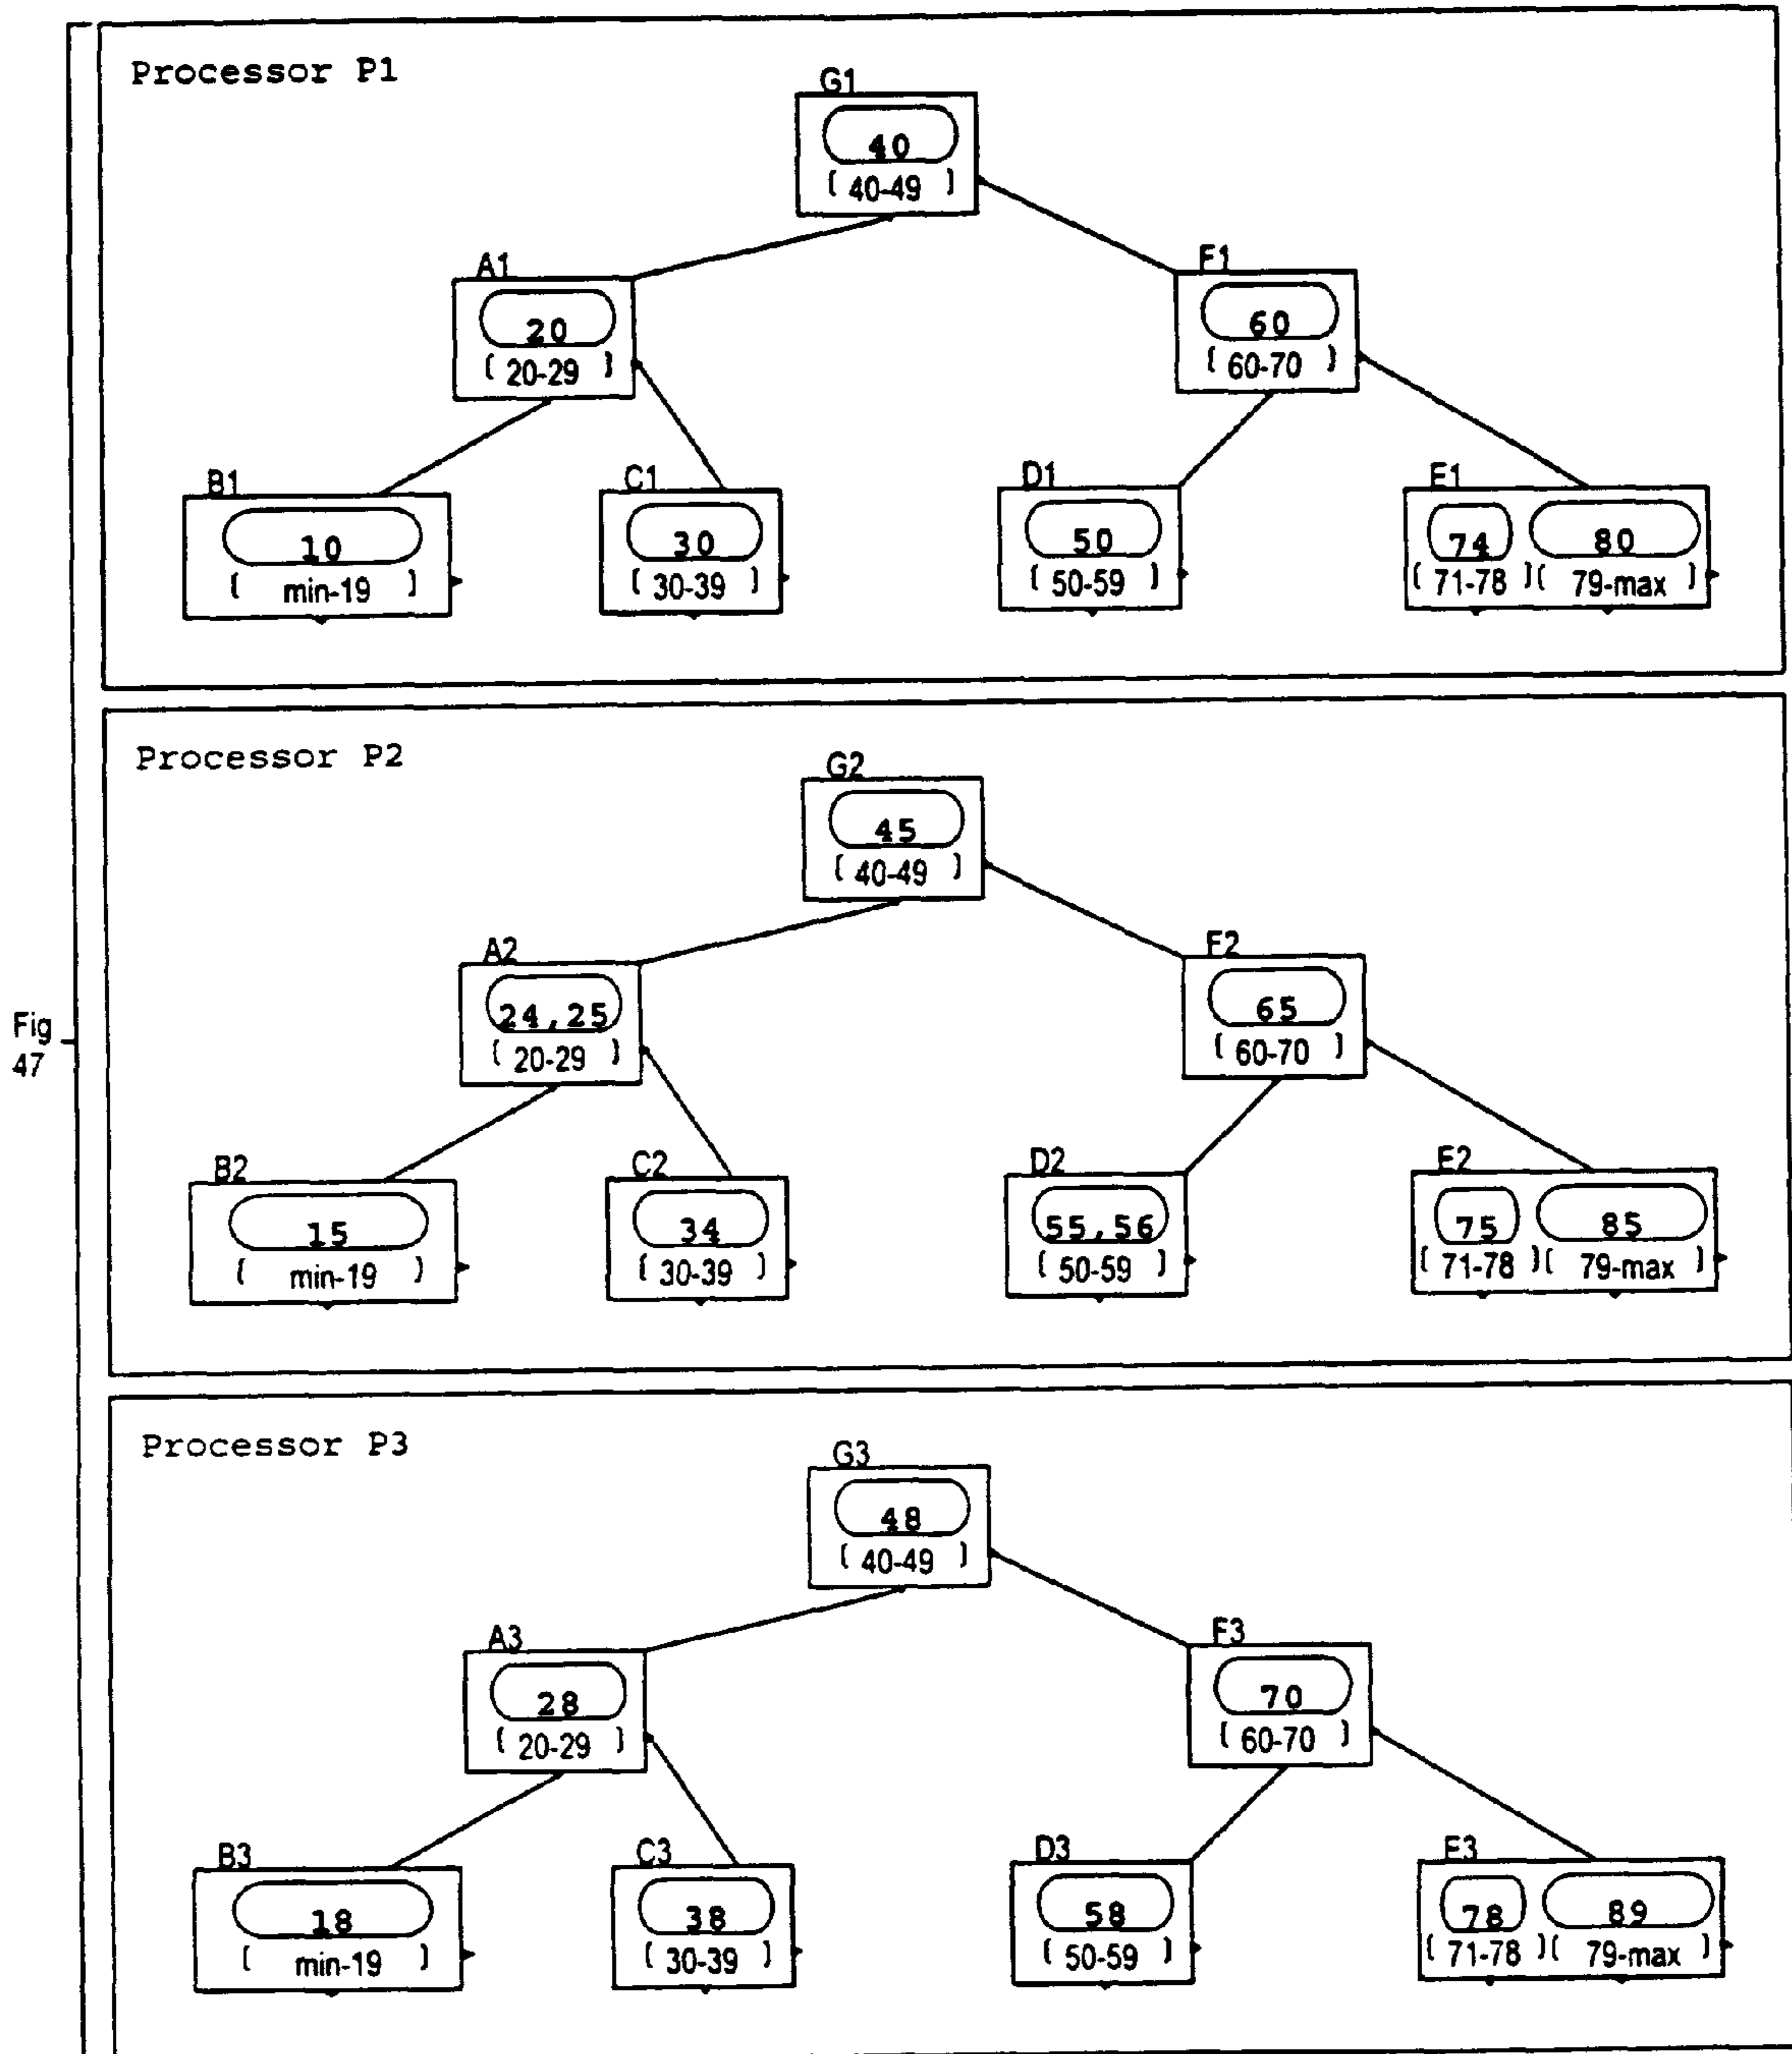 Processor P1
G1
40
[ 40-49 ]
A1
F1
20
60
[ 20-29 ]
[ 60-70 ]
B1
C1
D1
E1
10
30
50
74
80
[ min-19 ]
[ 30-39 ]
[ 50-59 ]
[ 71-78 ][ 79-max ]
Processor P2
G2
45
[ 40-49 ]
A2
F2
24,25
65
Fig
47
[ 20-29 ]
[ 60-70 ]
B2
C2
D2
E2
15
34
55,56
75
85
[ min-19 ]
[ 30-39 ]
[ 50-59 ]
[ 71-78 ][ 79-max ]
Processor P3
G3
48
[ 40-49 ]
A3
F3
28
70
[ 20-29 ]
[ 60-70 ]
B3
C3
D3
E3
18
38
58
78
89
[ min-19 ]
[ 30-39 ]
[ 50-59 ]
[ 71-78 ][ 79-max ]